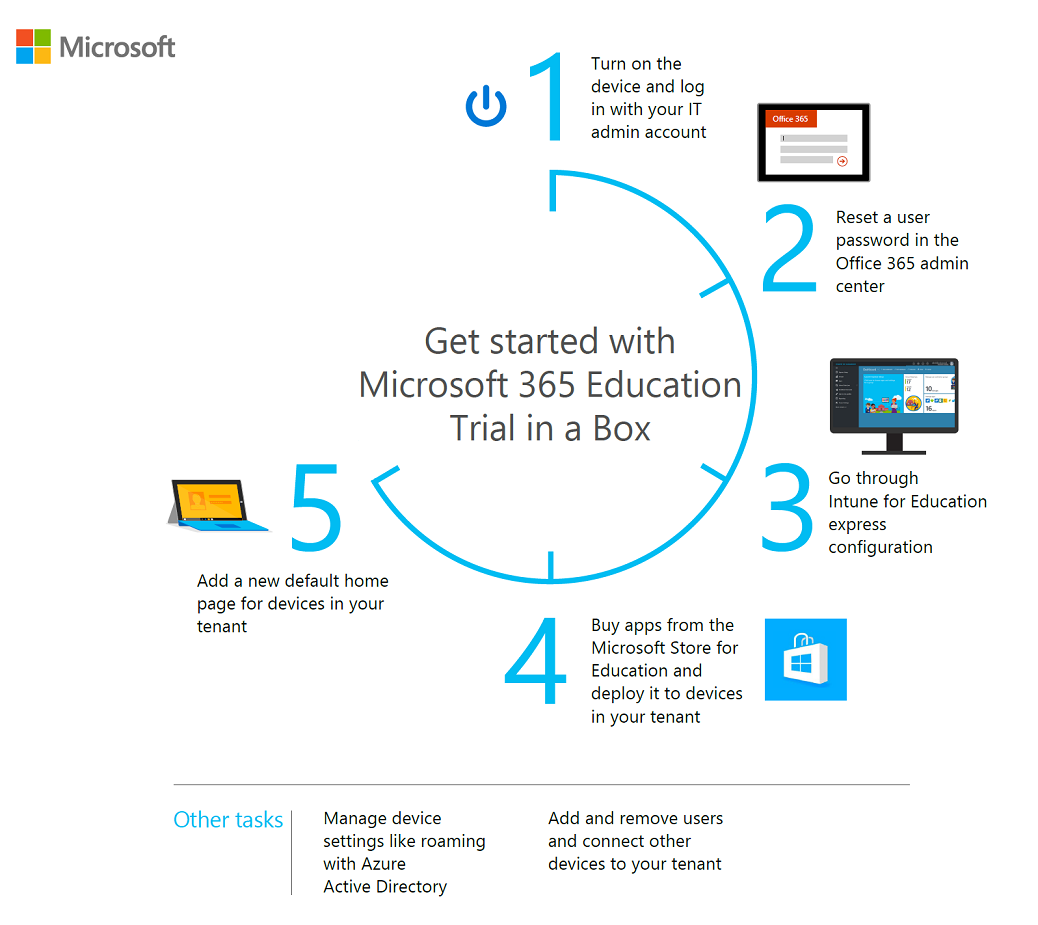 Microsoft
1
Turn on the
device and log
in with your IT
admin account
Office 365
2
Reset a user
password in the
Office 365 admin
center
Get started with
Microsoft 365 Education
Trial in a Box
3
Go through
Intune for Education
express
configuration
4
Buy apps from the
Microsoft Store for
Education and
deploy it to devices
in your tenant
5
Add a new default home
page for devices in your
tenant
Other tasks
Manage device
settings like roaming
with Azure
Active Directory
Add and remove users
and connect other
devices to your tenant